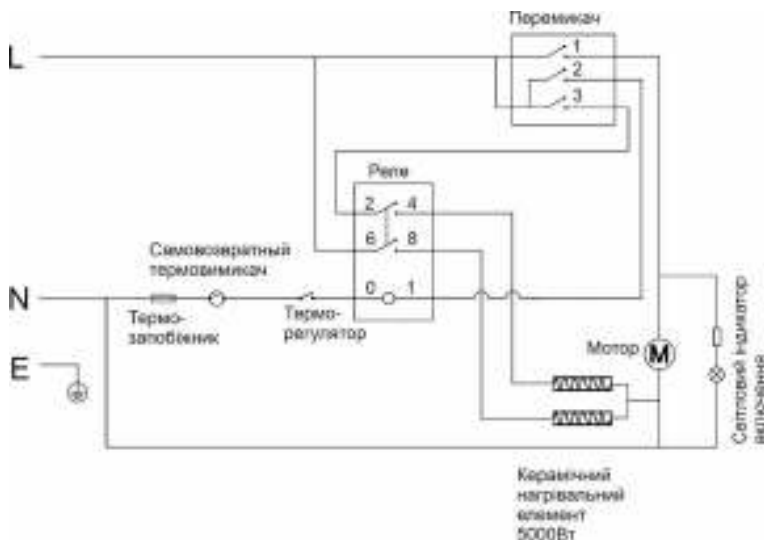 Перемикач
L
1
2
3
Реле
2 4
6 8
0 1
Самовозвратный
термовимикач
N
Термо-
запобіжник
Термо-
регулятор
E
Мотор
M
Світловий індикатор
включення
Керамічний
нагрівальний
елемент
5000Вт